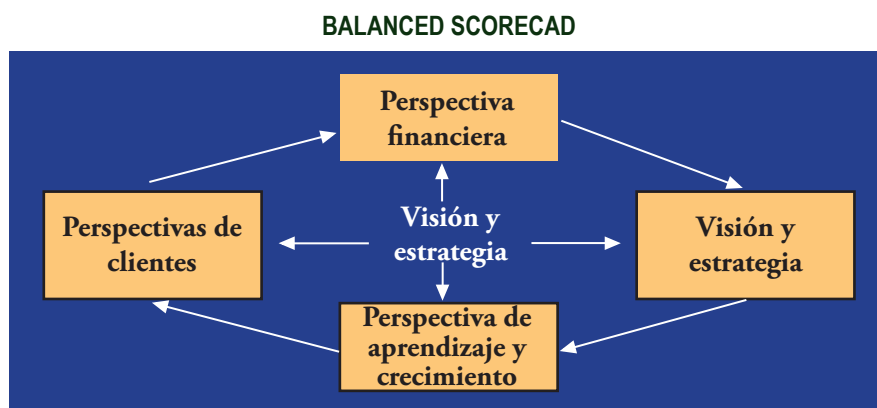 BALANCED SCORECAD
Perspectiva
financiera
Perspectivas de
clientes
Visión y
estrategia
Visión y
estrategia
Perspectiva de
aprendizaje y
crecimiento